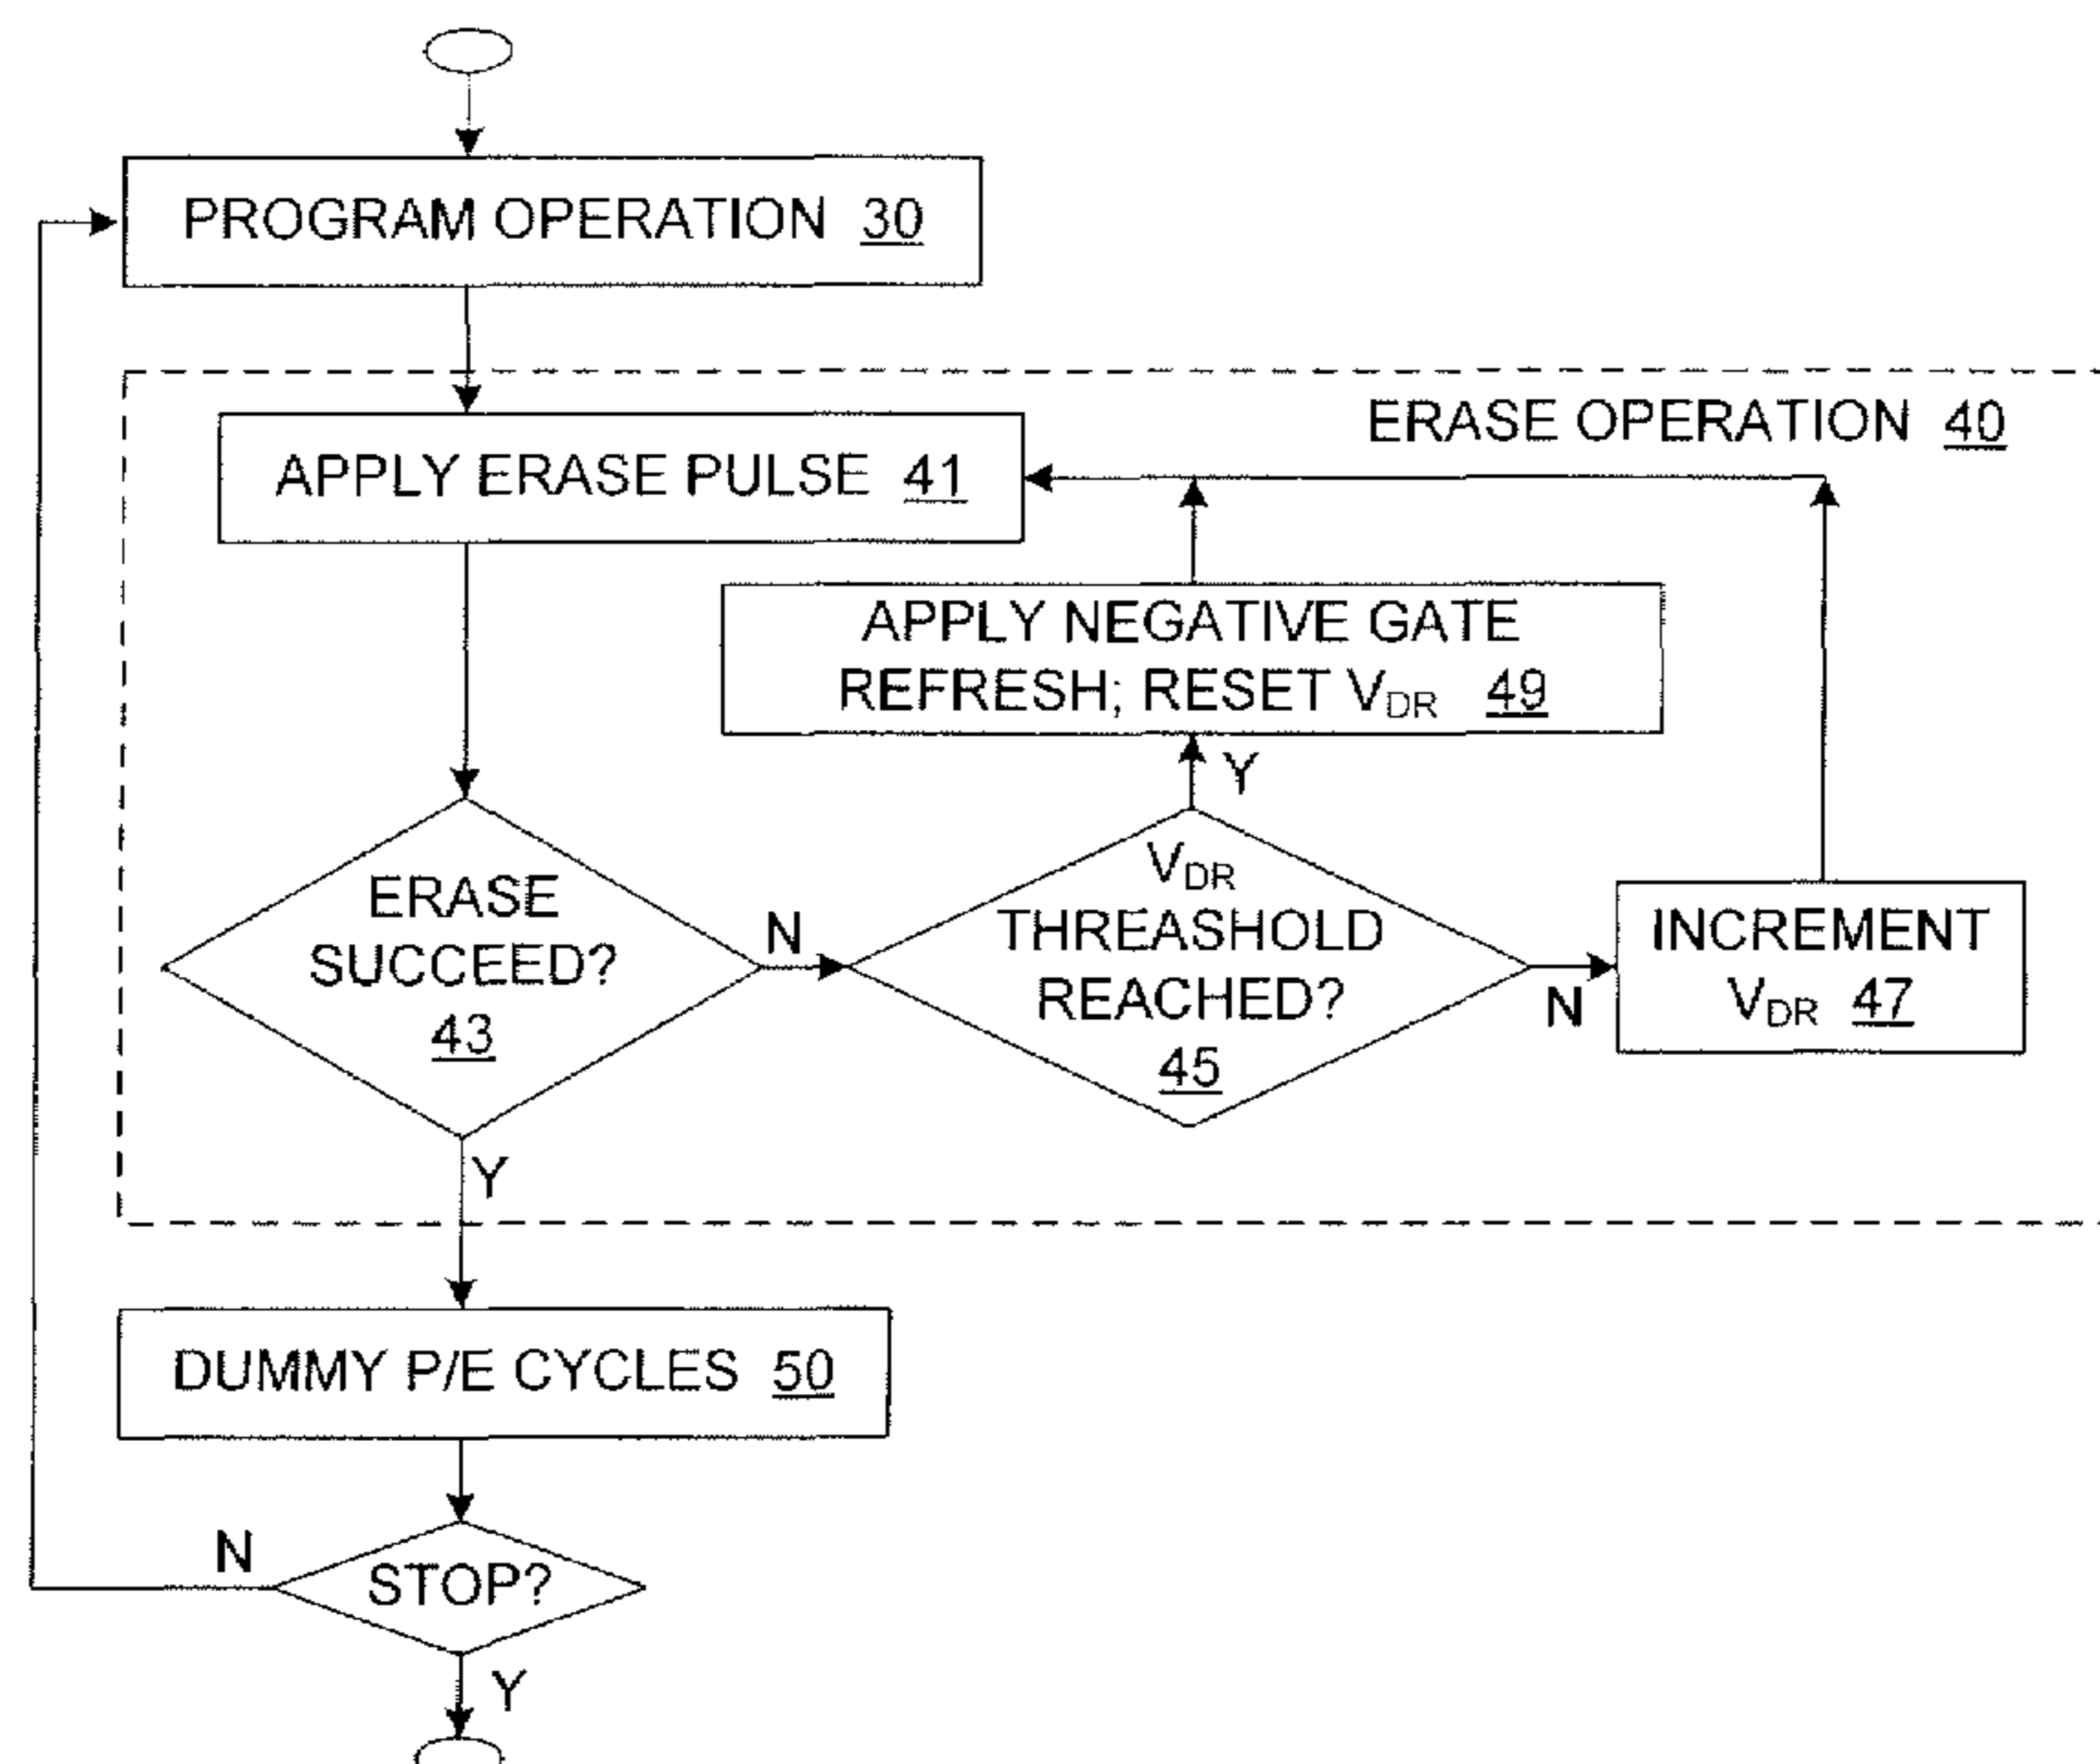 PROGRAM OPERATION 30
ERASE OPERATION 40
APPLY ERASE PULSE 41
APPLY NEGATIVE GATE
REFRESH; RESET VDR 49
Y
ERASE
SUCCEED?
43
N
VDR
THREASHOLD
REACHED?
45
N
INCREMENT
VDR 47
Y
DUMMY P/E CYCLES 50
N
STOP?
Y